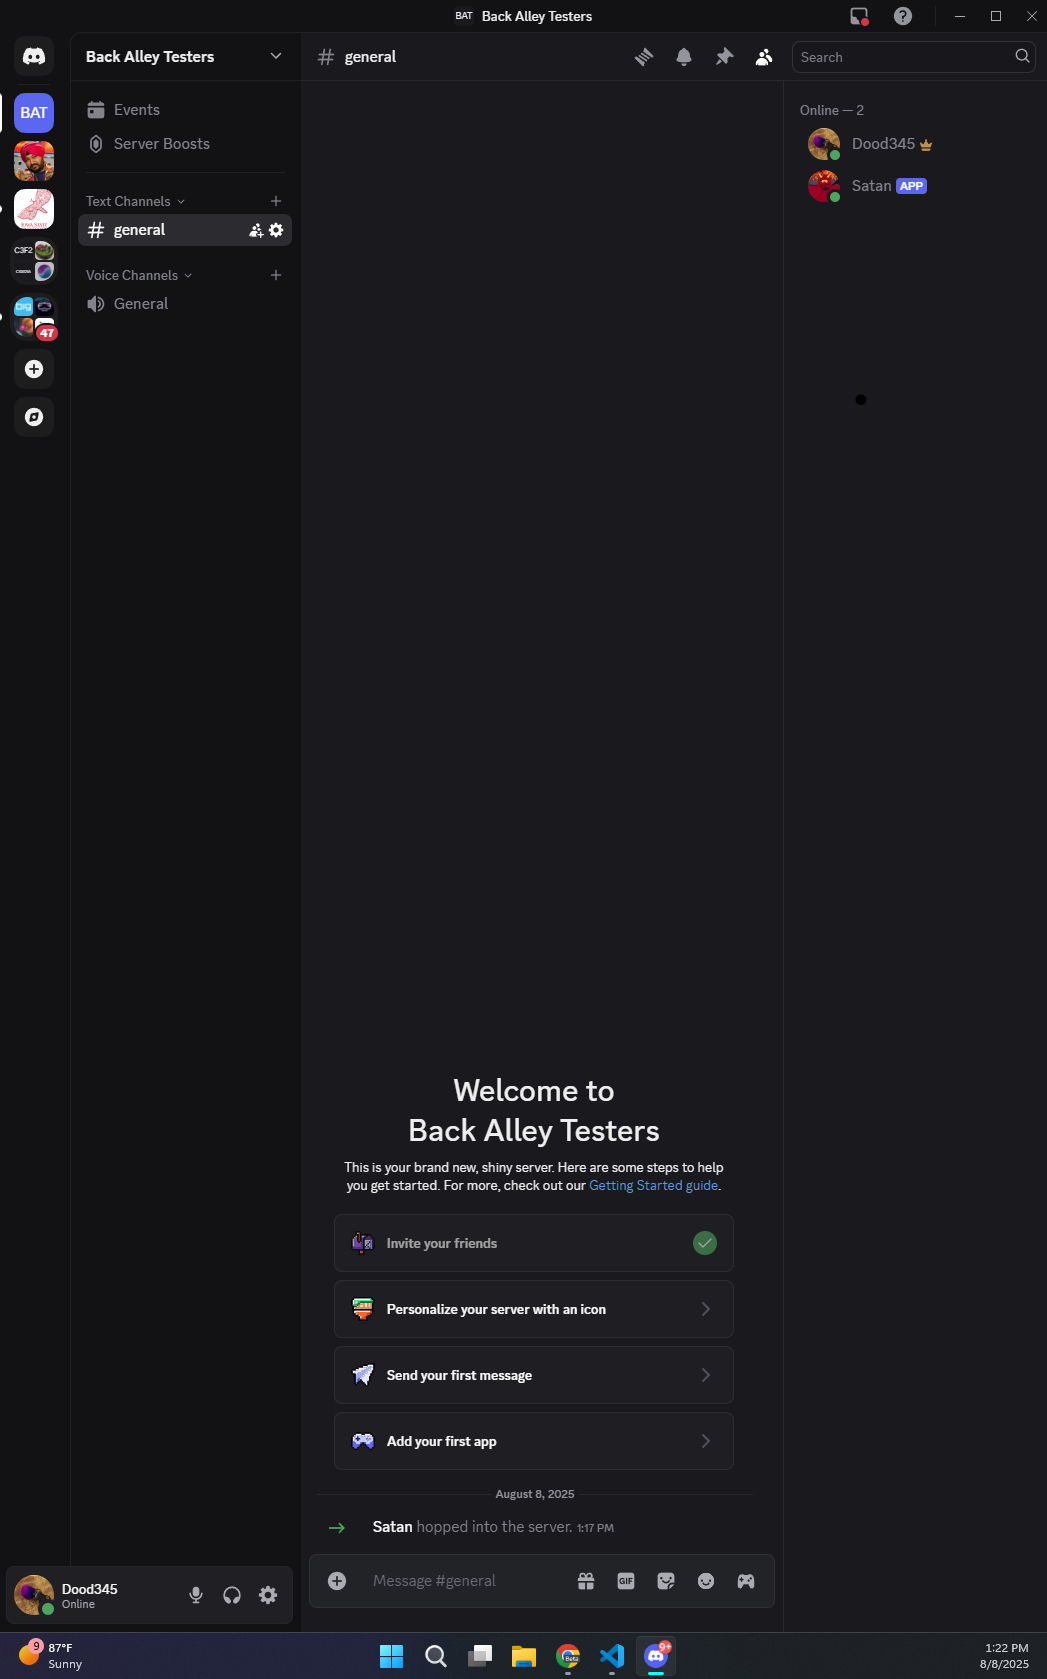 BAT Back Alley Testers
Back Alley Testers
# general
Search
BAT
Events
Server Boosts
Text Channels
general
Voice Channels
General
C3F2
big
47
Online — 2
Dood345
Satan APP
Welcome to
Back Alley Testers
This is your brand new, shiny server. Here are some steps to help
you get started. For more, check out our Getting Started guide.
Invite your friends
Personalize your server with an icon
Send your first message
Add your first app
August 8, 2025
Satan hopped into the server. 1:17 PM
Message #general
GIF
Dood345
Online
9
87°F
Sunny
Beta
9+
1:22 PM
8/8/2025